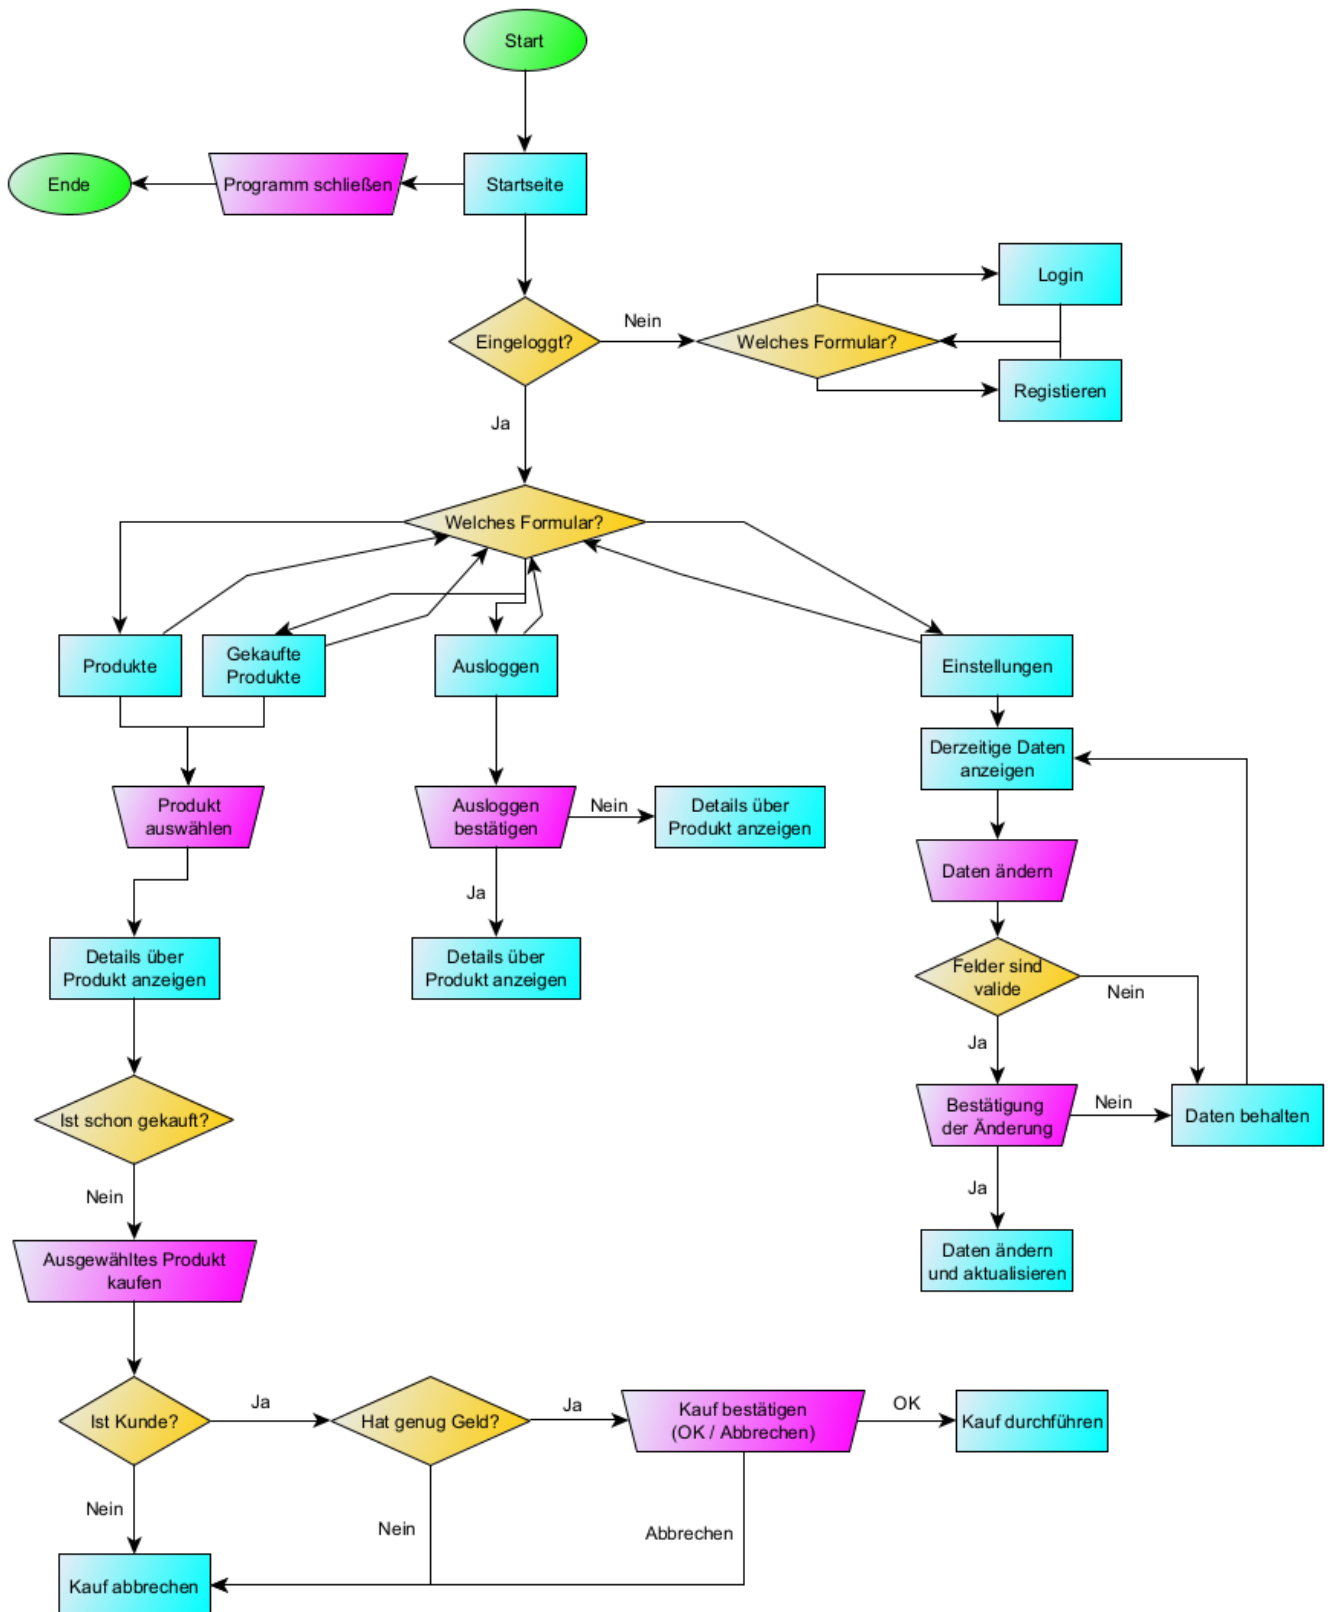 Start
Ende
Programm schließen
Startseite
Login
Eingeloggt?
Nein
Welches Formular?
Registieren
Ja
Welches Formular?
Produkte
Gekaufte
Produkte
Ausloggen
Einstellungen
Derzeitige Daten
anzeigen
Produkt
auswählen
Ausloggen
bestätigen
Nein
Details über
Produkt anzeigen
Daten ändern
Ja
Details über
Produkt anzeigen
Details über
Produkt anzeigen
Felder sind
valide
Nein
Ja
Ist schon gekauft?
Bestätigung
der Änderung
Nein
Daten behalten
Nein
Ja
Ausgewähltes Produkt
kaufen
Daten ändern
und aktualisieren
Ist Kunde?
Ja
Hat genug Geld?
Ja
Kauf bestätigen
(OK / Abbrechen)
OK
Kauf durchführen
Nein
Nein
Abbrechen
Kauf abbrechen